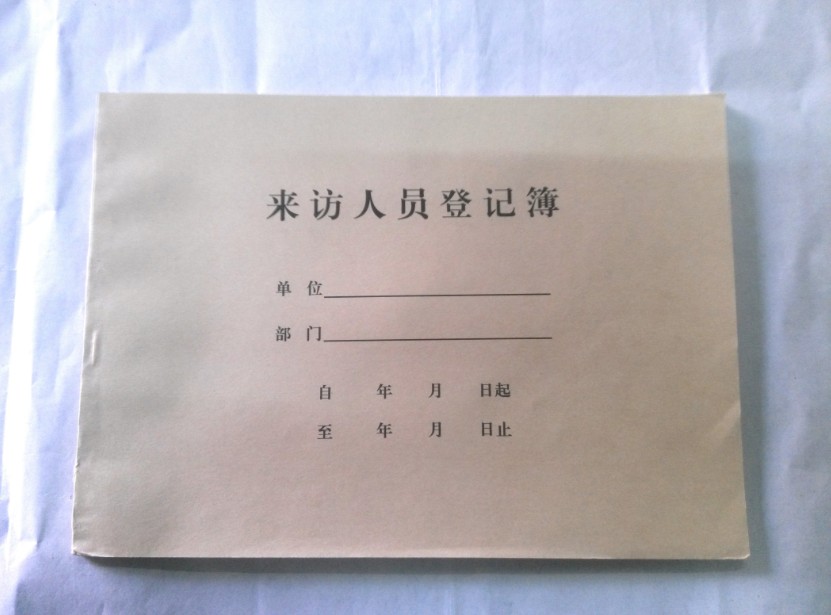 来访人员登记簿
单 位
部 门
自 年 月 日起
至 年 月 日止